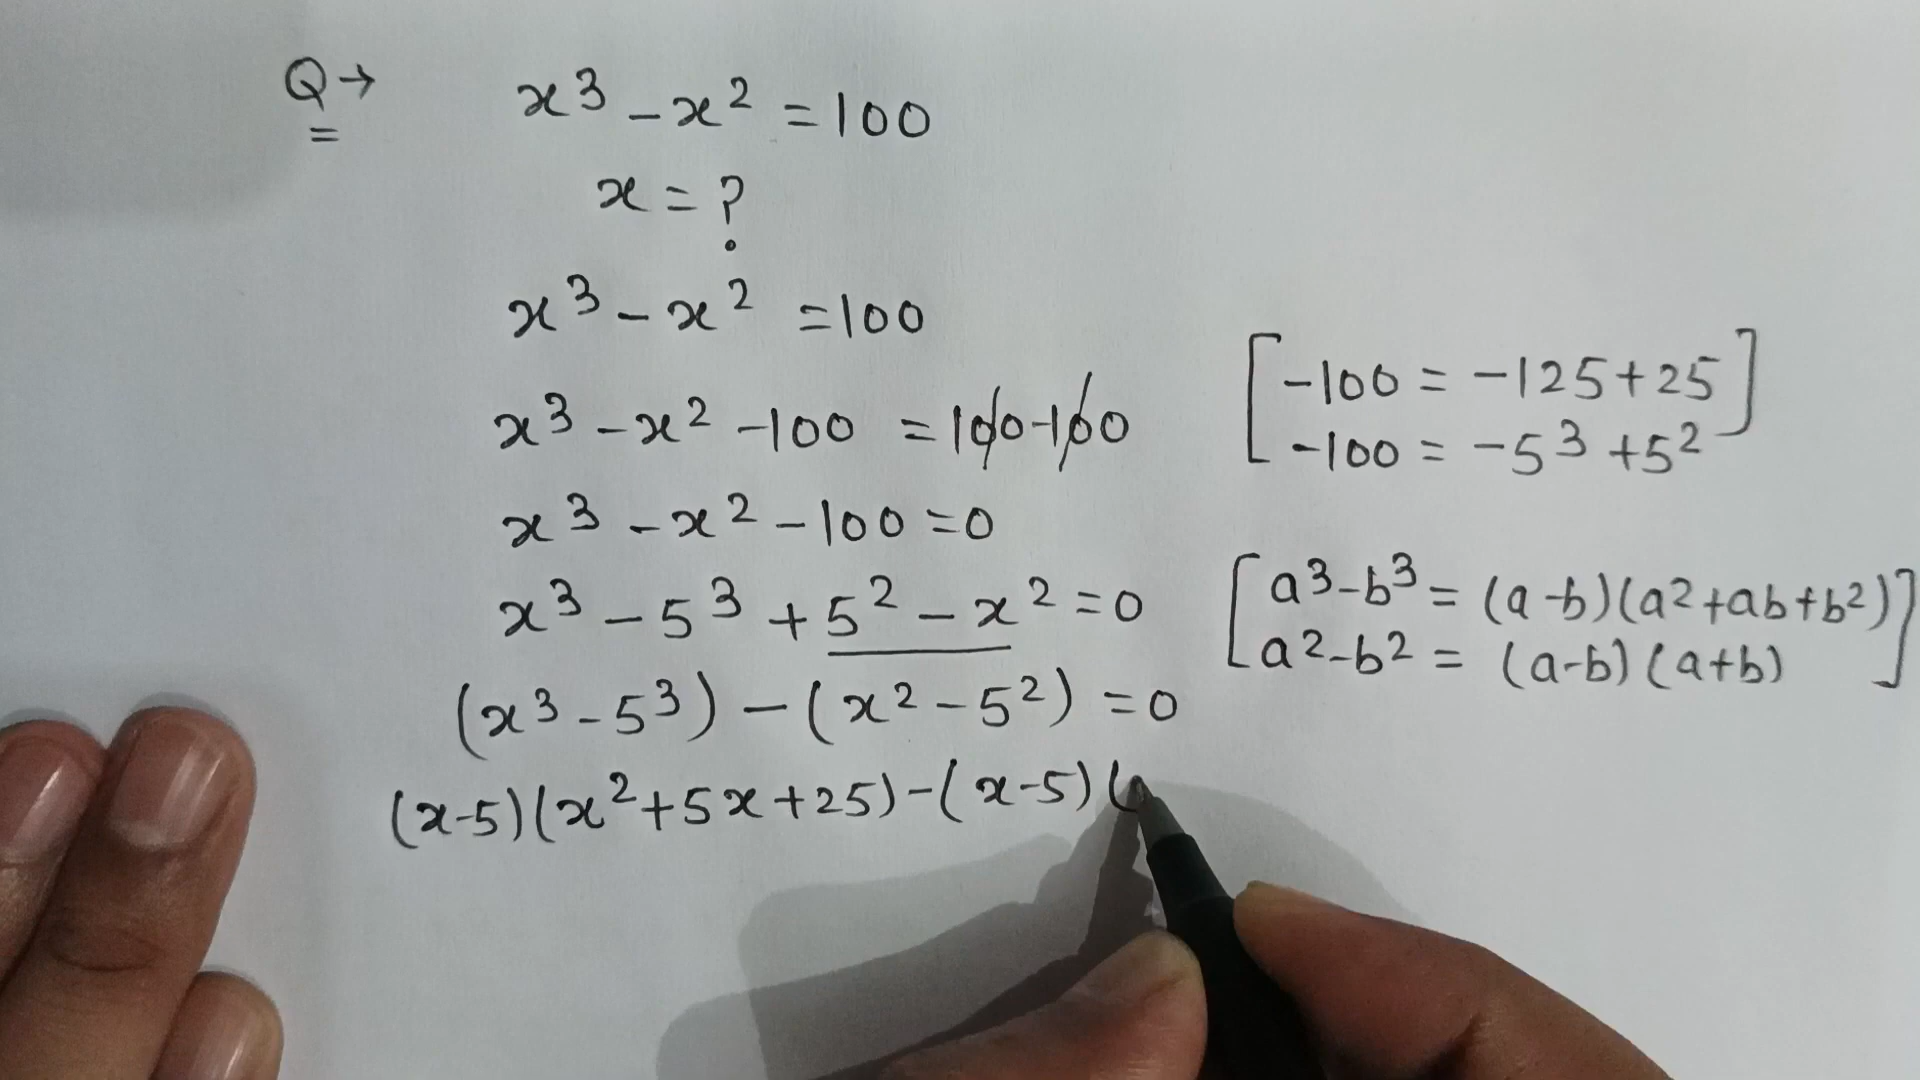 Q→ x³ - x² = 100
x = ?
x³ - x² = 100
x³ - x² - 100 = 100 - 100
x³ - x² - 100 = 0
x³ - 5³ + 5² - x² = 0
(x³ - 5³) - (x² - 5²) = 0
(x-5)(x² + 5x + 25) - (x-5)(
[-100 = -125 + 25
-100 = -5³ + 5²]
[a³-b³ = (a-b)(a²+ab+b²)
a²-b² = (a-b)(a+b)]